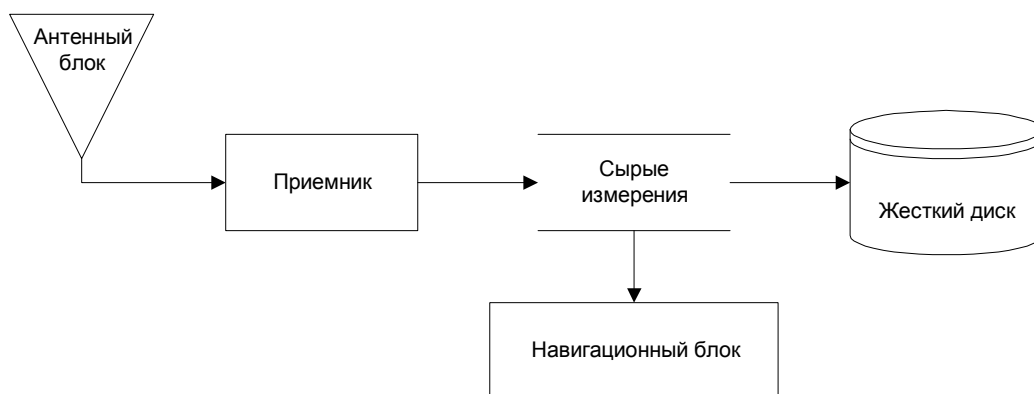 Антенный
блок
Приемник
Сырые
измерения
Жесткий диск
Навигационный блок